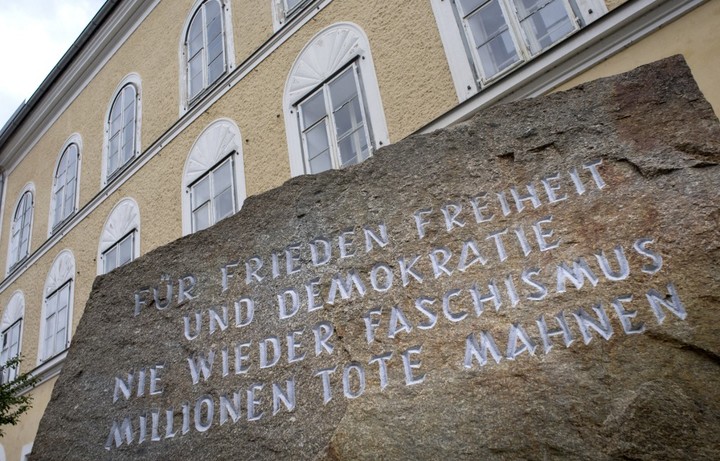 FÜR FRIEDEN FREIHEIT
UND DEMOKRATIE
NIE WIEDER FASCHISMUS
MILLIONEN TOTE MAHNEN